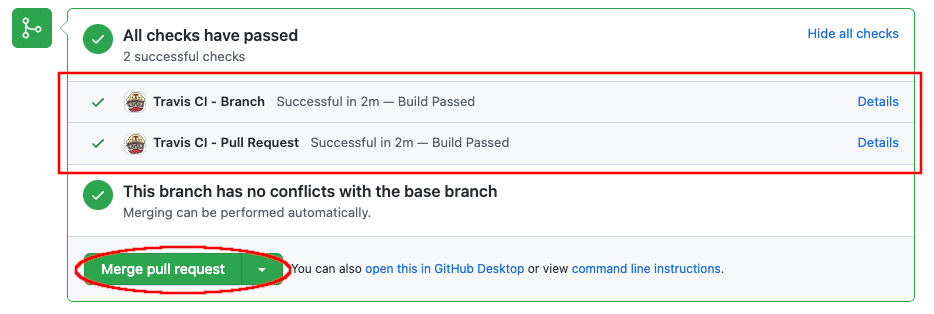 All checks have passed
Hide all checks
2 successful checks
Travis CI - Branch Successful in 2m — Build Passed Details
Travis CI - Pull Request Successful in 2m — Build Passed Details
This branch has no conflicts with the base branch
Merging can be performed automatically.
Merge pull request You can also open this in GitHub Desktop or view command line instructions.